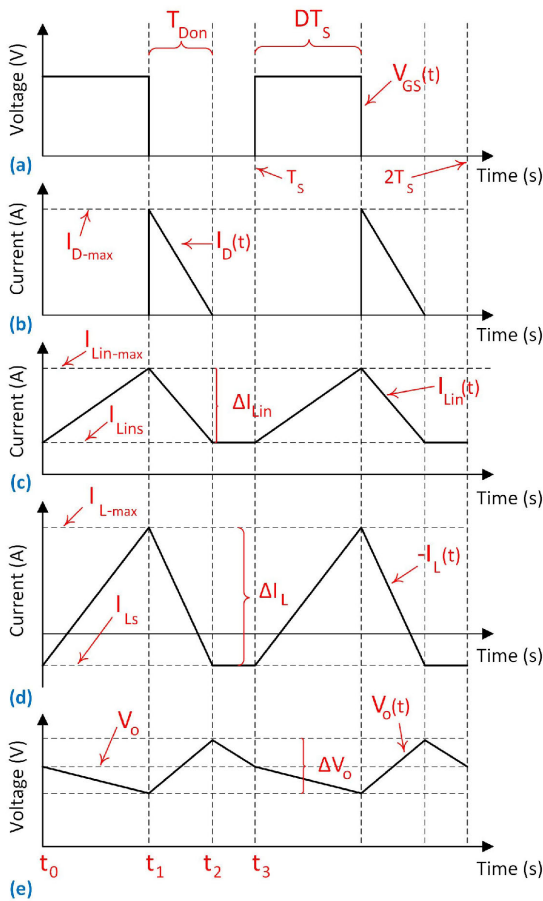 T_Don
DT_S
Voltage (V)
V_GS(t)
(a)
T_S
2T_S
Time (s)
Current (A)
I_D-max
I_D(t)
(b)
Time (s)
I_Lin-max
Current (A)
ΔI_Lin
I_Lin(t)
I_Lins
(c)
Time (s)
I_L-max
Current (A)
ΔI_L
-I_L(t)
I_Ls
(d)
Time (s)
Voltage (V)
V_o
V_o(t)
ΔV_o
t_0
t_1
t_2
t_3
Time (s)
(e)